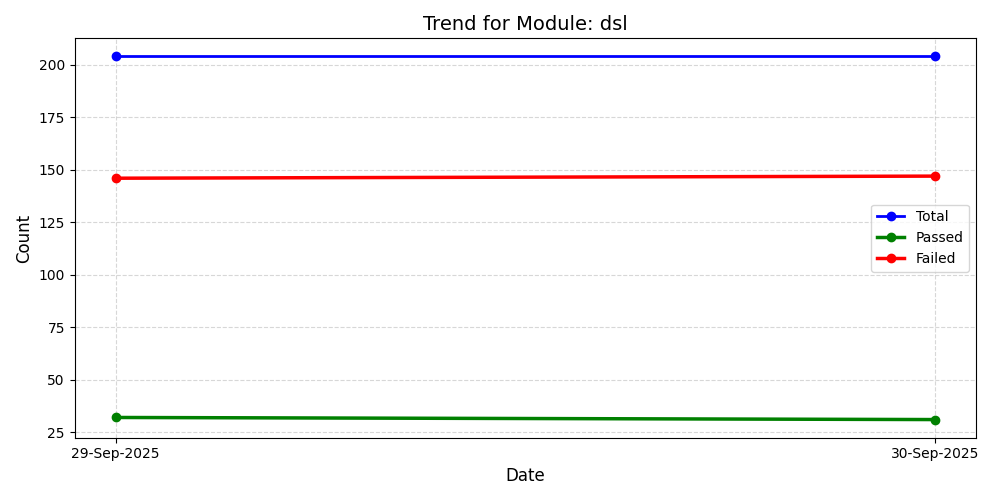 Trend for Module: dsl
Count
200
175
150
125
100
75
50
25
Total
Passed
Failed
29-Sep-2025
30-Sep-2025
Date